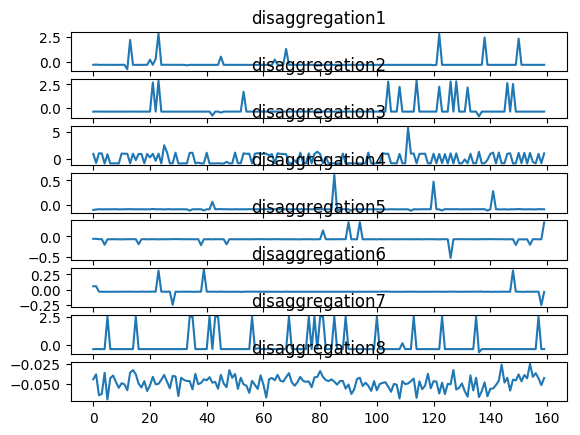 disaggregation1
2.5
0.0
disaggregation2
2.5
0.0
disaggregation3
5
0
disaggregation4
0.5
0.0
disaggregation5
0.0
−0.5
disaggregation6
0.25
0.00
−0.25
disaggregation7
2.5
0.0
disaggregation8
−0.025
−0.050
0 20 40 60 80 100 120 140 160